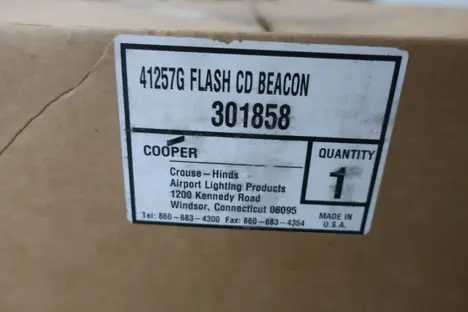 41257G FLASH CD BEACON
301858
COOPER
Crouse-Hinds
Airport Lighting Products
1200 Kennedy Road
Windsor, Connecticut 06095
Tel: 860-683-4300 Fax: 860-683-4354
QUANTITY
1
MADE IN
U.S.A.